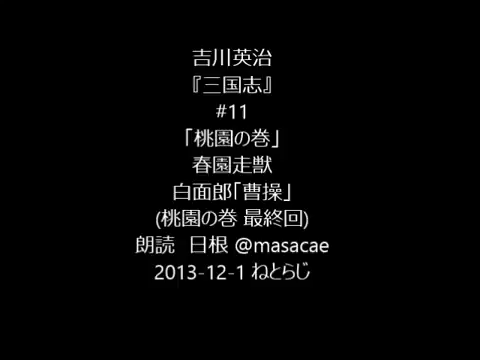 吉川英治
『三国志』
#11
「桃園の巻」
春園走獣
白面郎「曹操」
(桃園の巻 最終回)
朗読　日根 @masacae
2013-12-1 ねとらじ